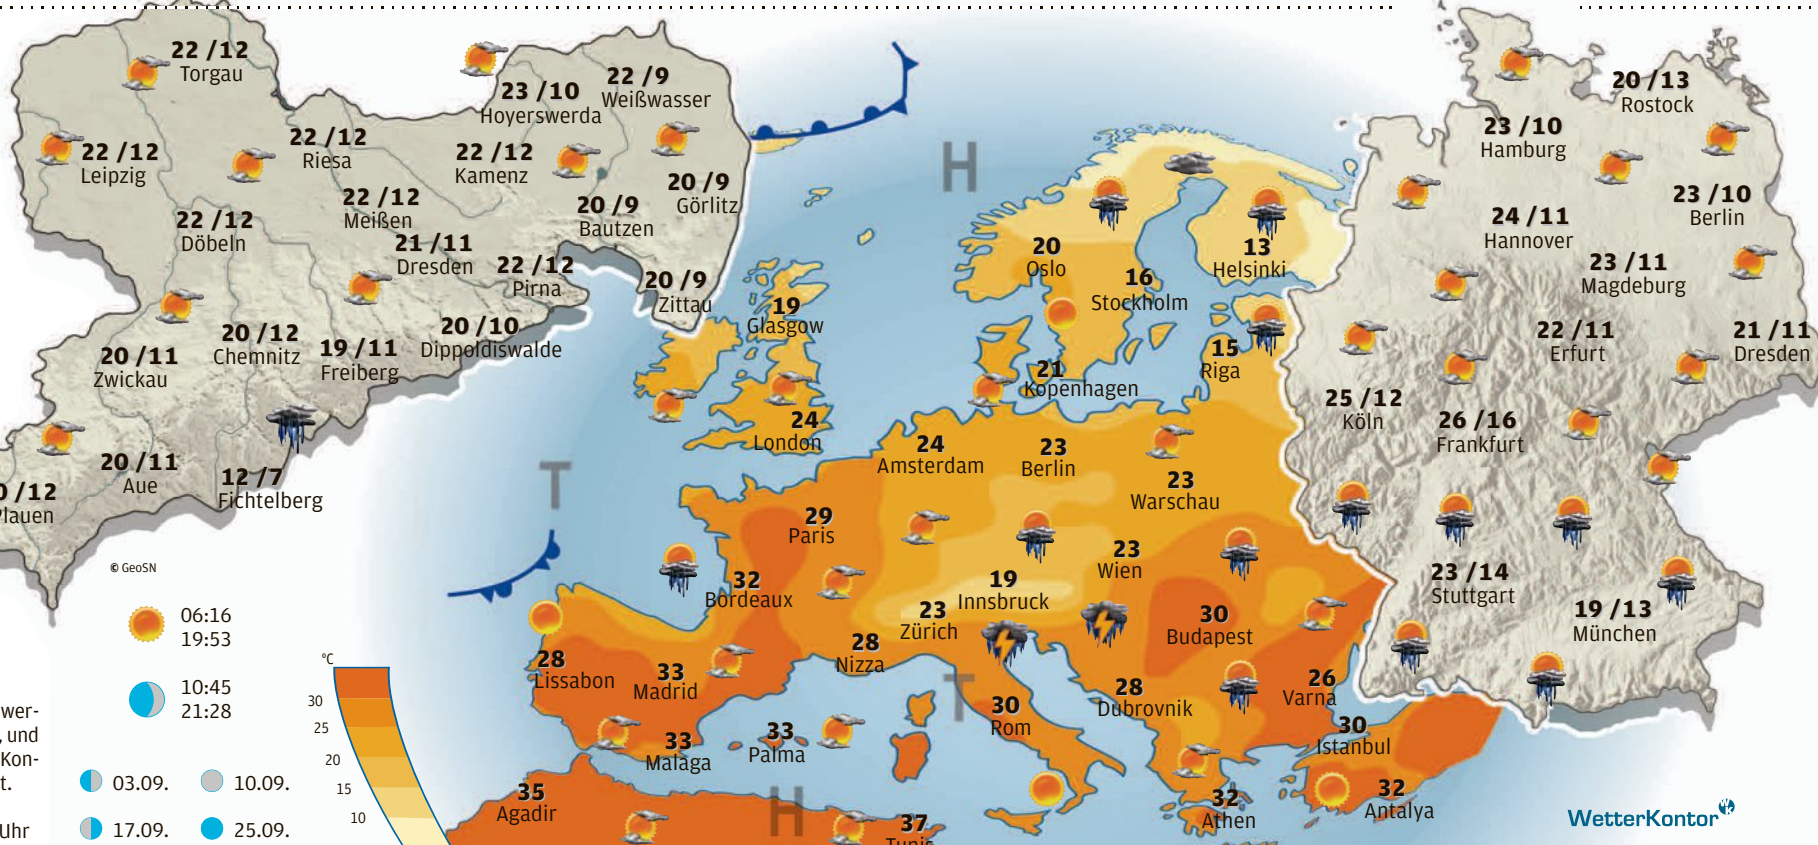 22 /12
Torgau
23 /10
Hoyerswerda
22 /9
Weißwasser
22 /12
Leipzig
22 /12
Riesa
22 /12
Kamenz
22 /12
Meißen
20 /9
Görlitz
20 /9
Bautzen
22 /12
Döbeln
21 /11
Dresden
22 /12
Pirna
20 /9
Zittau
20 /12
Chemnitz
19 /11
Freiberg
20 /10
Dippoldiswalde
20 /11
Zwickau
20 /11
Aue
12 /7
Fichtelberg
0 /12
Plauen
© GeoSN
06:16
19:53
10:45
21:28
wer-
, und
Kon-
t.
Uhr
03.09.
10.09.
17.09.
25.09.
°C
30
25
20
15
10
H
T
T
H
20
Oslo
16
Stockholm
13
Helsinki
19
Glasgow
15
Riga
21
Kopenhagen
24
London
24
Amsterdam
23
Berlin
23
Warschau
29
Paris
23
Wien
32
Bordeaux
19
Innsbruck
23
Zürich
30
Budapest
28
Nizza
28
Lissabon
33
Madrid
26
Varna
28
Dubrovnik
30
Rom
33
Malaga
33
Palma
30
Istanbul
35
Agadir
32
Athen
32
Antalya
37
Tunis
20 /13
Rostock
23 /10
Hamburg
23 /10
Berlin
24 /11
Hannover
23 /11
Magdeburg
22 /11
Erfurt
21 /11
Dresden
25 /12
Köln
26 /16
Frankfurt
23 /14
Stuttgart
19 /13
München
WetterKontor